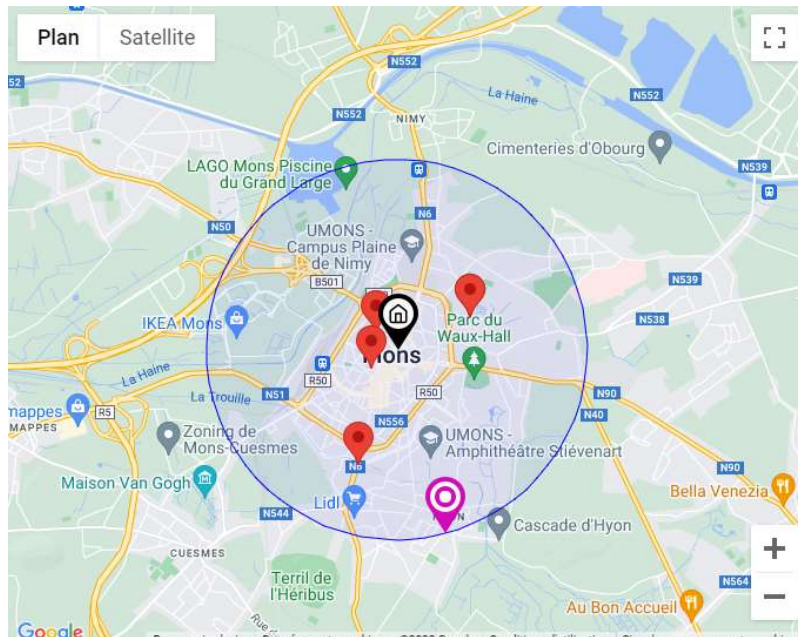 Plan
Satellite
N552
N552
52
La Haine
N552
NIMY
LAGO Mons Piscine
du Grand Large
Cimenteries d'Obourg
N539
N6
N50
UMONS -
Campus Plaine
de Nimy
B501
N539
IKEA Mons
Parc du
Waux-Hall
N538
Mons
La Haine
R50
R50
N51
La Trouille
N90
mappes
R5
MAPPES
N556
N40
Zoning de
Mons-Cuesmes
UMONS -
Amphithéâtre Stiévenart
N6
N90
Maison Van Gogh
Lidl
Bella Venezia
N544
Cascade d'Hyon
CUESMES
N564
Terril de
l'Héribus
Au Bon Accueil
Google